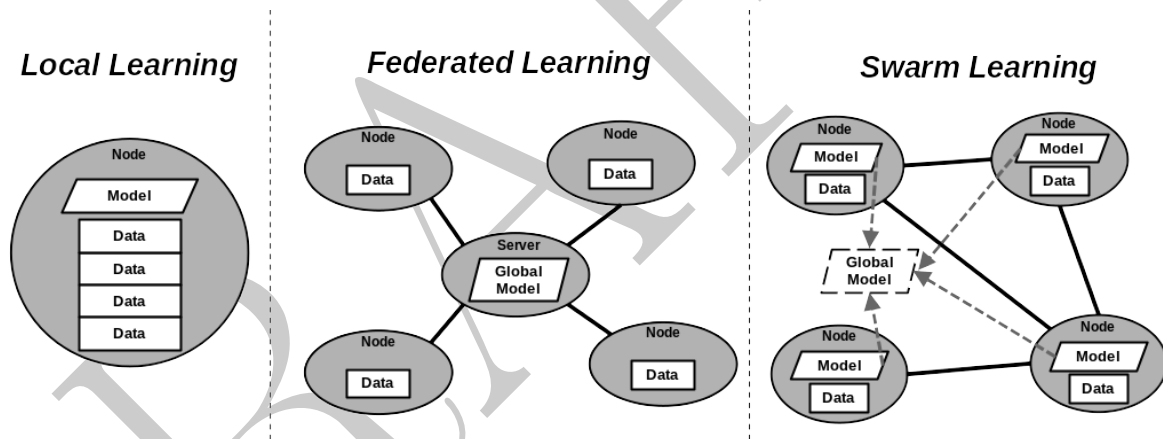 Local Learning
Node
Model
Data
Data
Data
Data
Federated Learning
Node
Data
Node
Data
Server
Global
Model
Node
Data
Node
Data
Swarm Learning
Node
Model
Data
Node
Model
Data
Global
Model
Node
Model
Data
Node
Model
Data